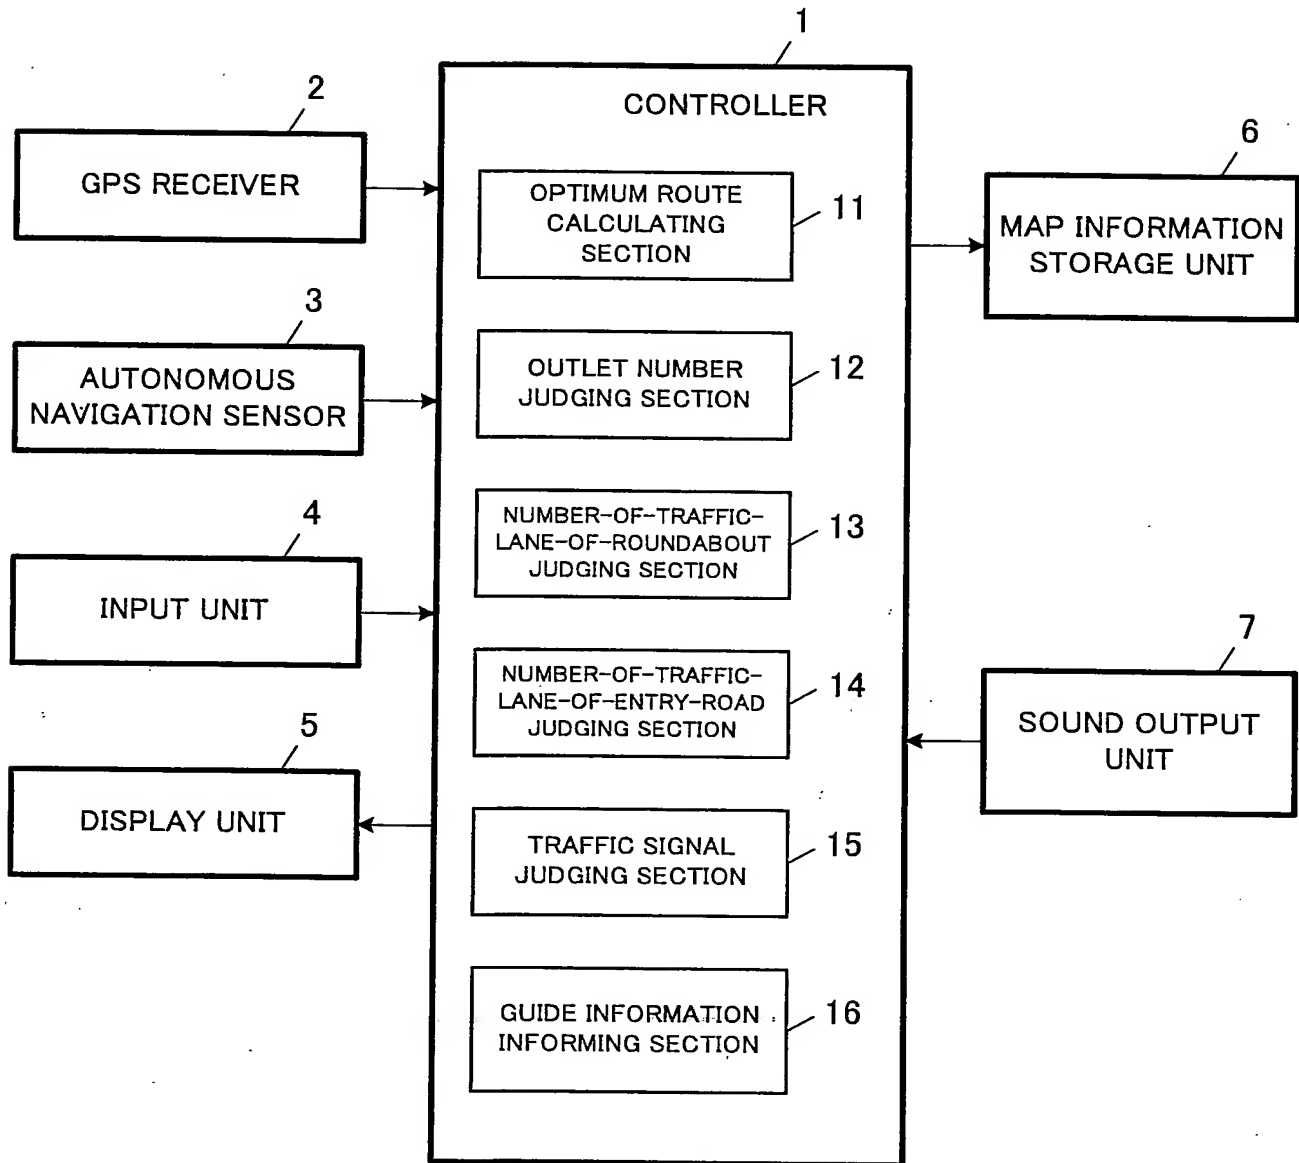 1
CONTROLLER
2
GPS RECEIVER
3
AUTONOMOUS
NAVIGATION SENSOR
4
INPUT UNIT
5
DISPLAY UNIT
OPTIMUM ROUTE
CALCULATING
SECTION
11
OUTLET NUMBER
JUDGING SECTION
12
NUMBER-OF-TRAFFIC-
LANE-OF-ROUNDABOUT
JUDGING SECTION
13
NUMBER-OF-TRAFFIC-
LANE-OF-ENTRY-ROAD
JUDGING SECTION
14
TRAFFIC SIGNAL
JUDGING SECTION
15
GUIDE INFORMATION
INFORMING SECTION
16
6
MAP INFORMATION
STORAGE UNIT
7
SOUND OUTPUT
UNIT